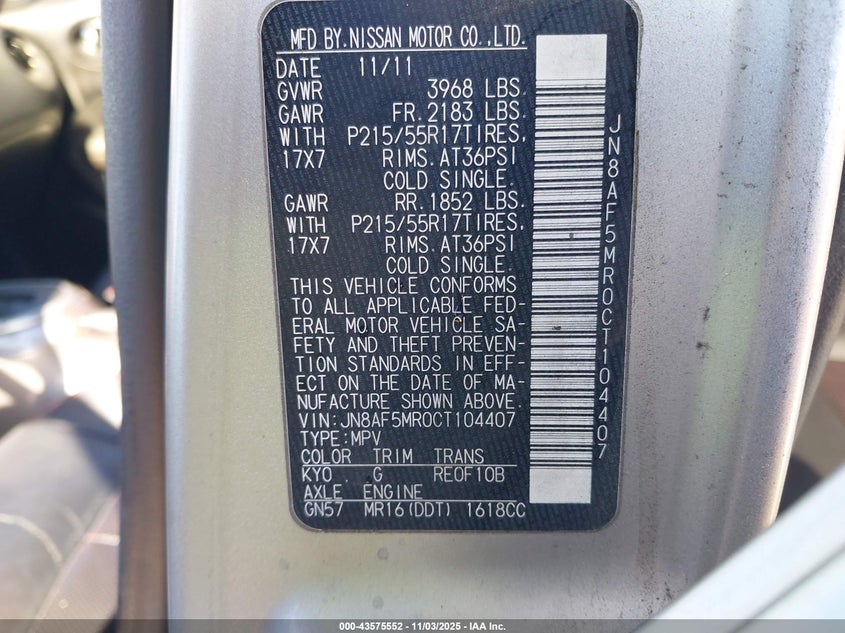 MFD BY.NISSAN MOTOR CO.,LTD.
DATE 11/11
GVWR 3968 LBS.
GAWR FR.2183 LBS.
WITH P215/55R17TIRES,
17X7 RIMS.AT36PSI
COLD SINGLE.
GAWR RR.1852 LBS.
WITH P215/55R17TIRES,
17X7 RIMS.AT36PSI
COLD SINGLE.
THIS VEHICLE CONFORMS
TO ALL APPLICABLE FED-
ERAL MOTOR VEHICLE SA-
FETY AND THEFT PREVEN-
TION STANDARDS IN EFF-
ECT ON THE DATE OF MA-
NUFACTURE SHOWN ABOVE.
VIN:JN8AF5MR0CT104407
TYPE:MPV
COLOR TRIM TRANS
KY0 G RE0F10B
AXLE ENGINE
GN57 MR16(DDT) 1618CC
JN8AF5MR0CT104407
000-43575552 - 11/03/2025 - IAA Inc.